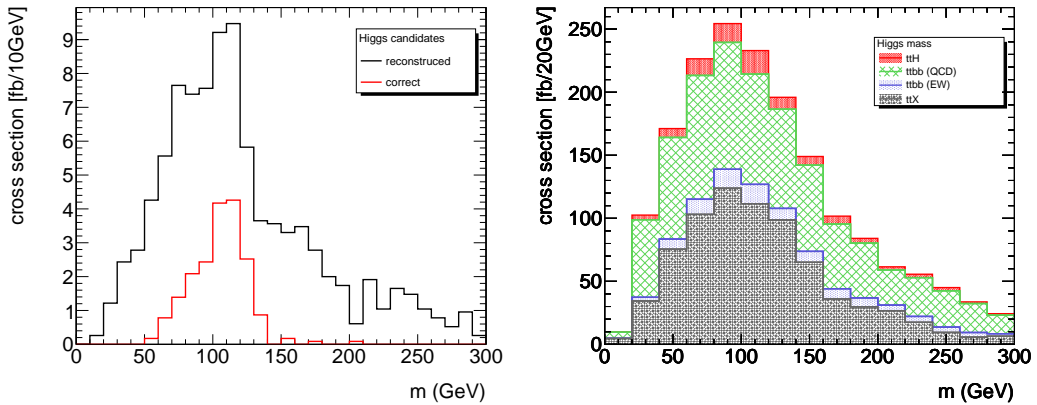 cross section [fb/10GeV]
9
8
7
6
5
4
3
2
1
0
0 50 100 150 200 250 300
m (GeV)
Higgs candidates
reconstruced
correct
cross section [fb/20GeV]
250
200
150
100
50
0
0 50 100 150 200 250 300
m (GeV)
Higgs mass
ttH
ttbb (QCD)
ttbb (EW)
ttX